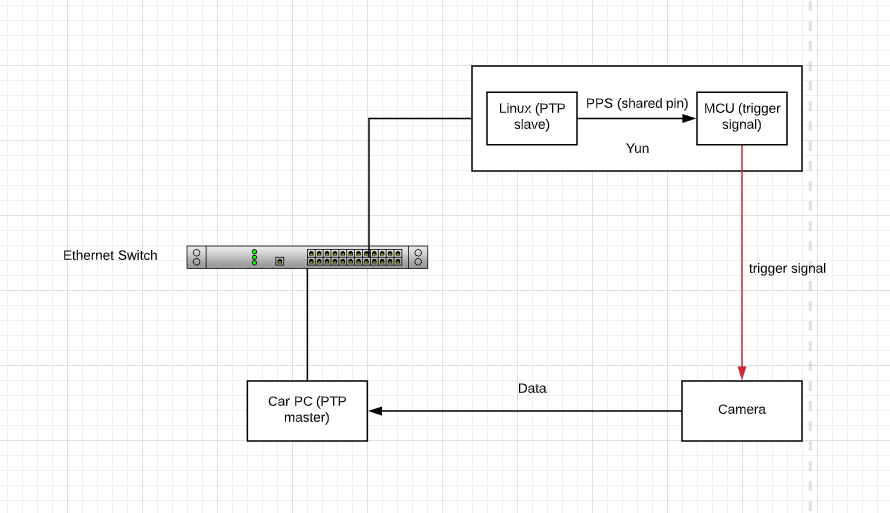 Linux (PTP
slave)
PPS (shared pin)
MCU (trigger
signal)
Yun
Ethernet Switch
trigger signal
Car PC (PTP
master)
Data
Camera